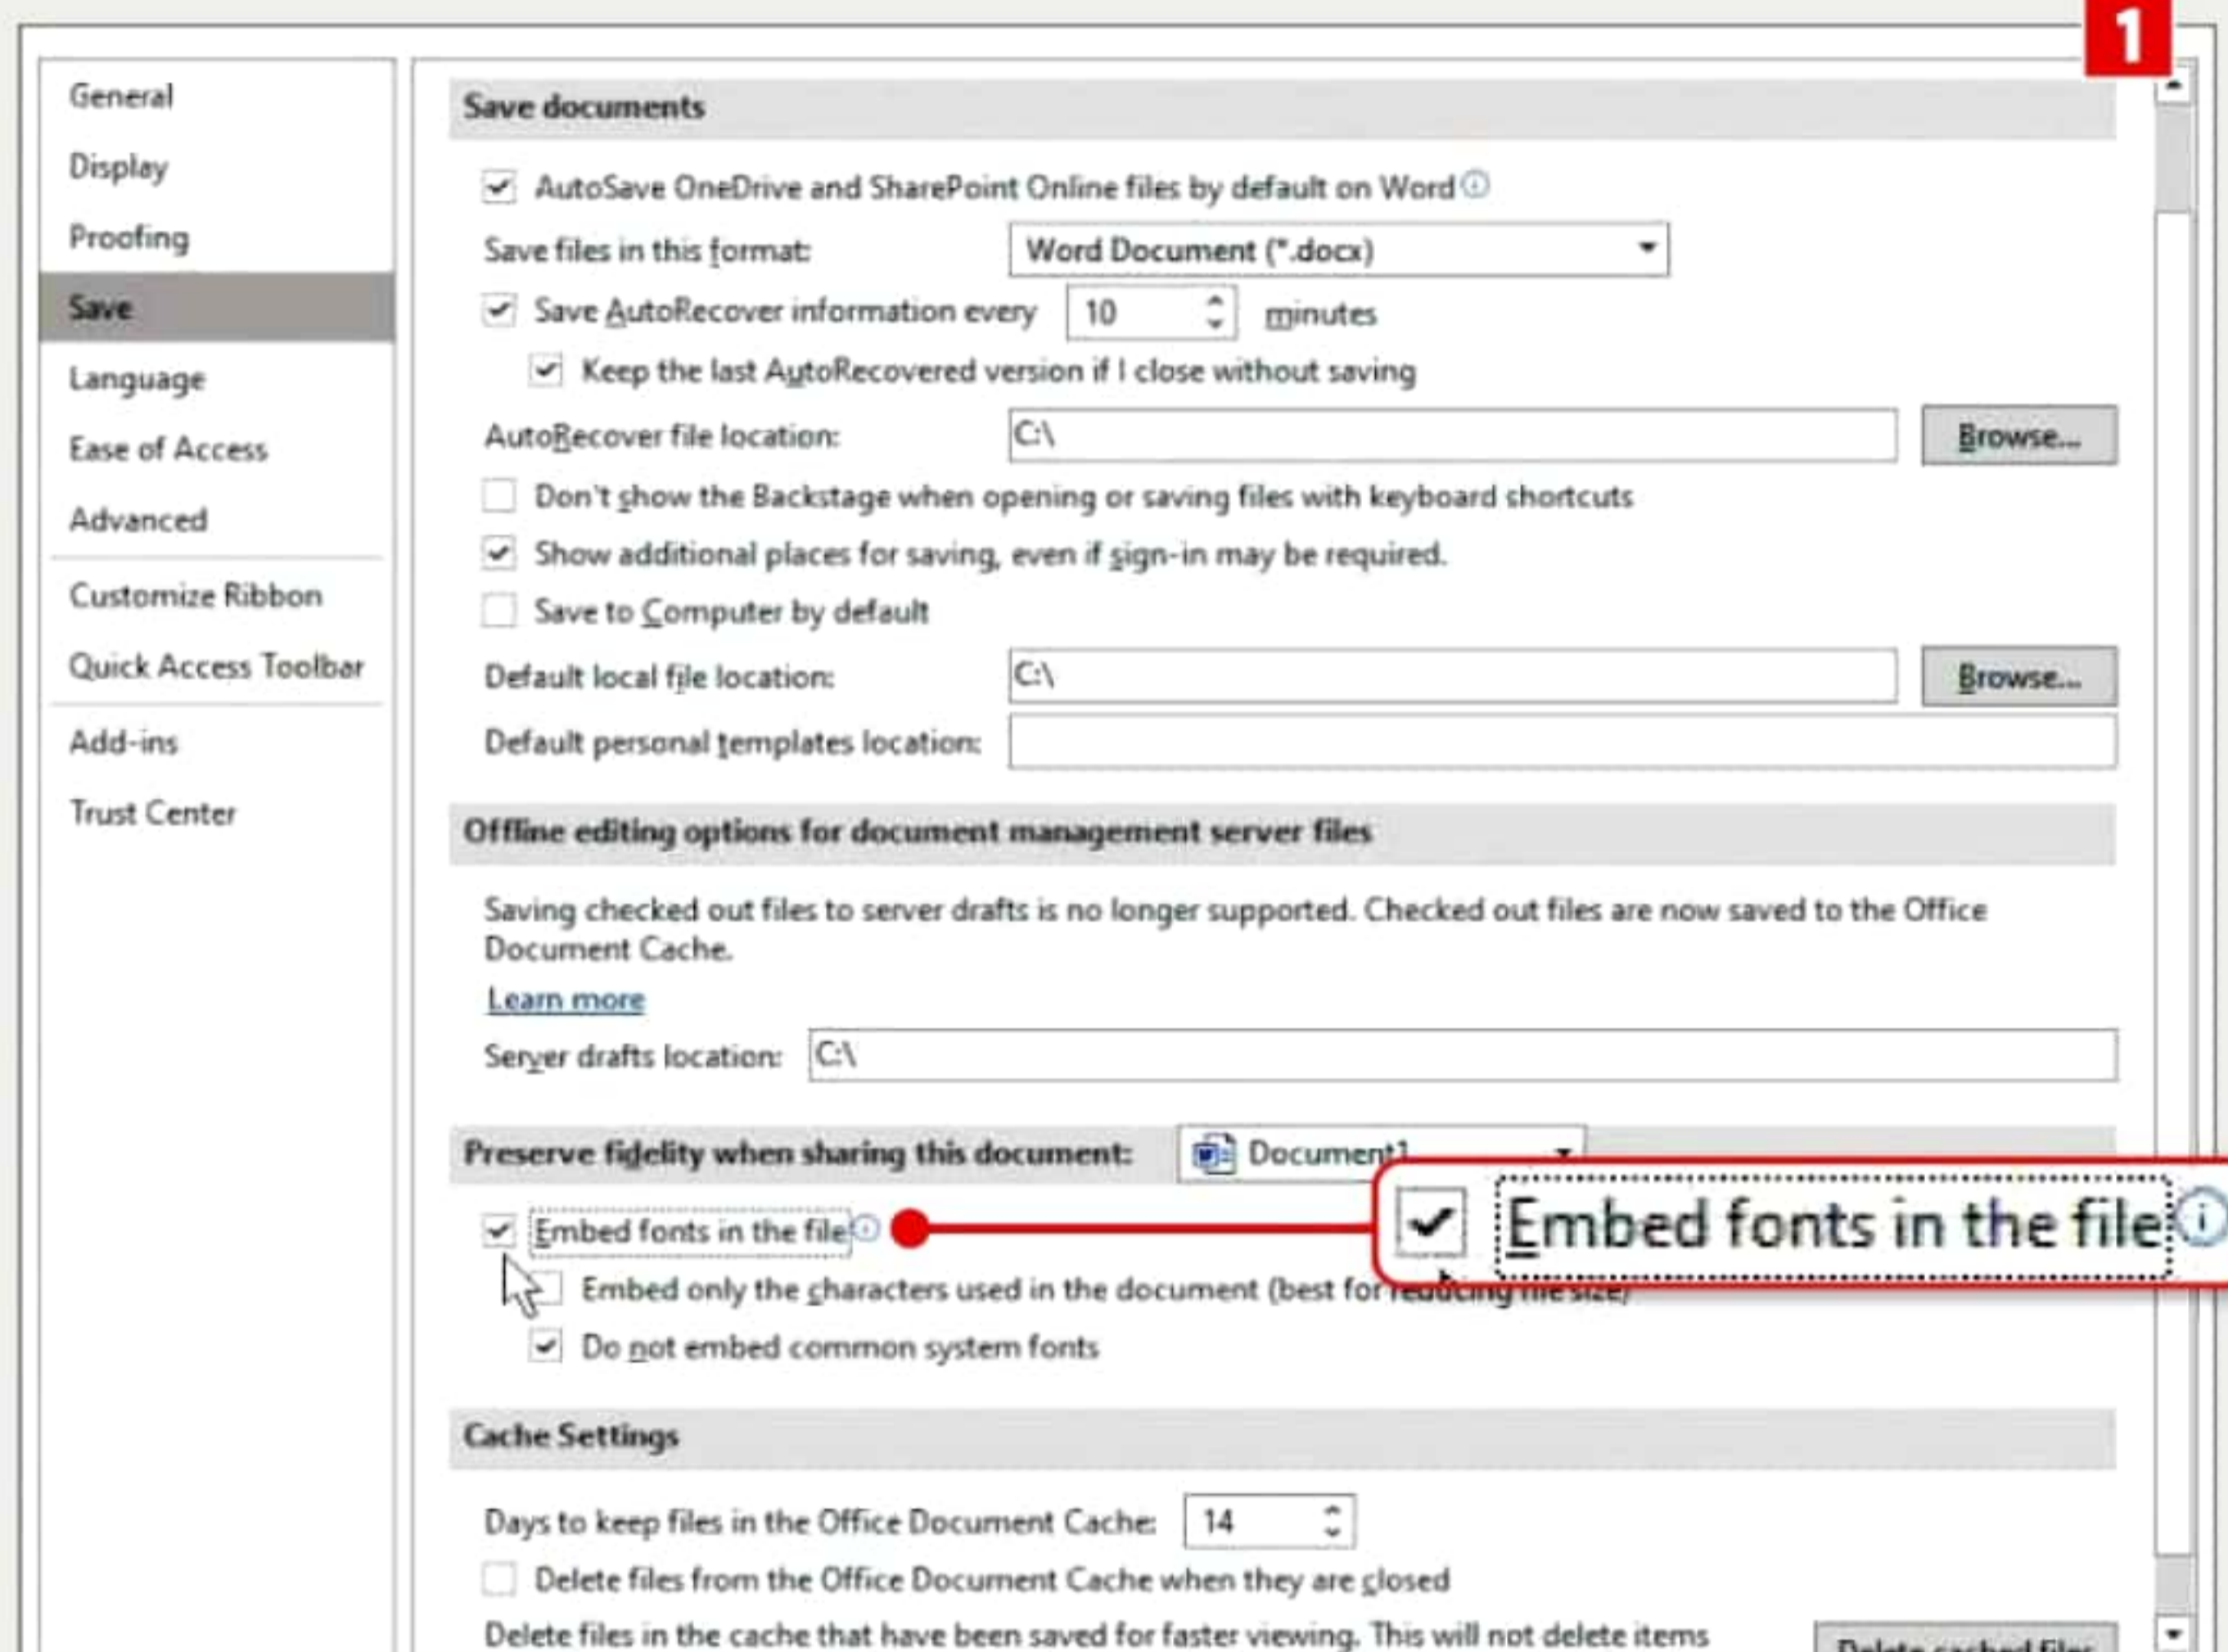 1
General
Display
Proofing
Save
Language
Ease of Access
Advanced
Customize Ribbon
Quick Access Toolbar
Add-ins
Trust Center
Save documents
AutoSave OneDrive and SharePoint Online files by default on Word
Save files in this format: Word Document (*.docx)
Save AutoRecover information every 10 minutes
Keep the last AutoRecovered version if I close without saving
AutoRecover file location: C:\ Browse...
Don't show the Backstage when opening or saving files with keyboard shortcuts
Show additional places for saving, even if sign-in may be required.
Save to Computer by default
Default local file location: C:\ Browse...
Default personal templates location:
Offline editing options for document management server files
Saving checked out files to server drafts is no longer supported. Checked out files are now saved to the Office
Document Cache.
Learn more
Server drafts location: C:\
Preserve fidelity when sharing this document: Document1
Embed fonts in the file
Embed fonts in the file
Embed only the characters used in the document (best for reducing file size)
Do not embed common system fonts
Cache Settings
Days to keep files in the Office Document Cache: 14
Delete files from the Office Document Cache when they are closed
Delete files in the cache that have been saved for faster viewing. This will not delete items
Delete cached files